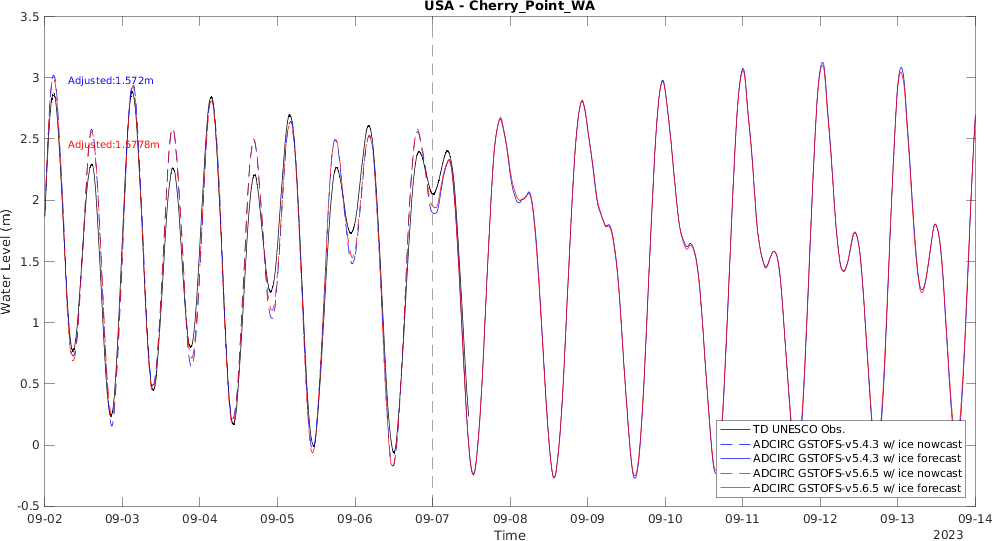 USA - Cherry_Point_WA
3.5
3
2.5
2
1.5
1
0.5
0
-0.5
Water Level (m)
Adjusted:1.572m
Adjusted:1.5778m
TD UNESCO Obs.
ADCIRC GSTOFS-v5.4.3 w/ ice nowcast
ADCIRC GSTOFS-v5.4.3 w/ ice forecast
ADCIRC GSTOFS-v5.6.5 w/ ice nowcast
ADCIRC GSTOFS-v5.6.5 w/ ice forecast
09-02 09-03 09-04 09-05 09-06 09-07 09-08 09-09 09-10 09-11 09-12 09-13 09-14
Time
2023